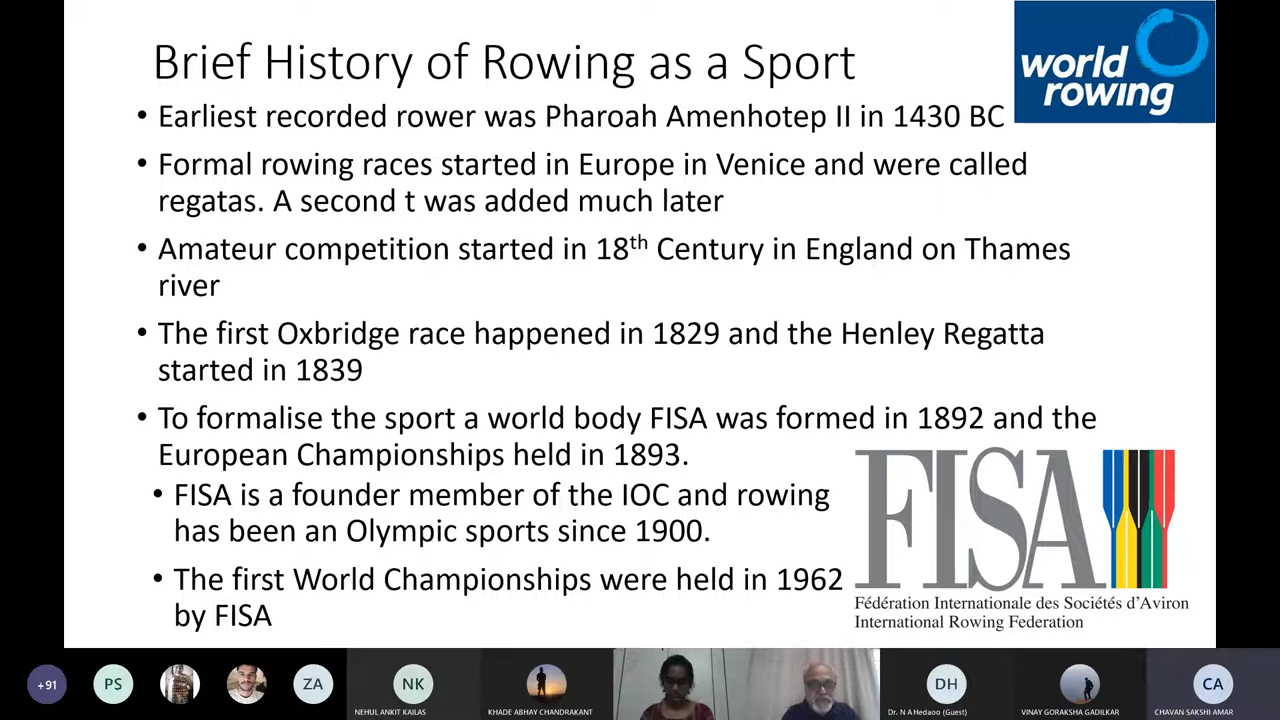 Brief History of Rowing as a Sport
world
rowing
• Earliest recorded rower was Pharoah Amenhotep II in 1430 BC
• Formal rowing races started in Europe in Venice and were called
regatas. A second t was added much later
• Amateur competition started in 18th Century in England on Thames
river
• The first Oxbridge race happened in 1829 and the Henley Regatta
started in 1839
• To formalise the sport a world body FISA was formed in 1892 and the
European Championships held in 1893.
• FISA is a founder member of the IOC and rowing
has been an Olympic sports since 1900.
• The first World Championships were held in 1962
by FISA
FISA
Fédération Internationale des Sociétés d'Aviron
International Rowing Federation
+91
PS
ZA
NK
NEHUL ANKIT KAILAS
KHADE ABHAY CHANDRAKANT
DH
Dr. N A Hedaoo (Guest)
VINAY GORAKSHA GADILKAR
CA
CHAVAN SAKSHI AMAR